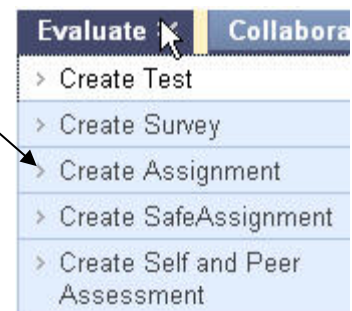 Evaluate Collabora
> Create Test
> Create Survey
> Create Assignment
> Create SafeAssignment
> Create Self and Peer
Assessment